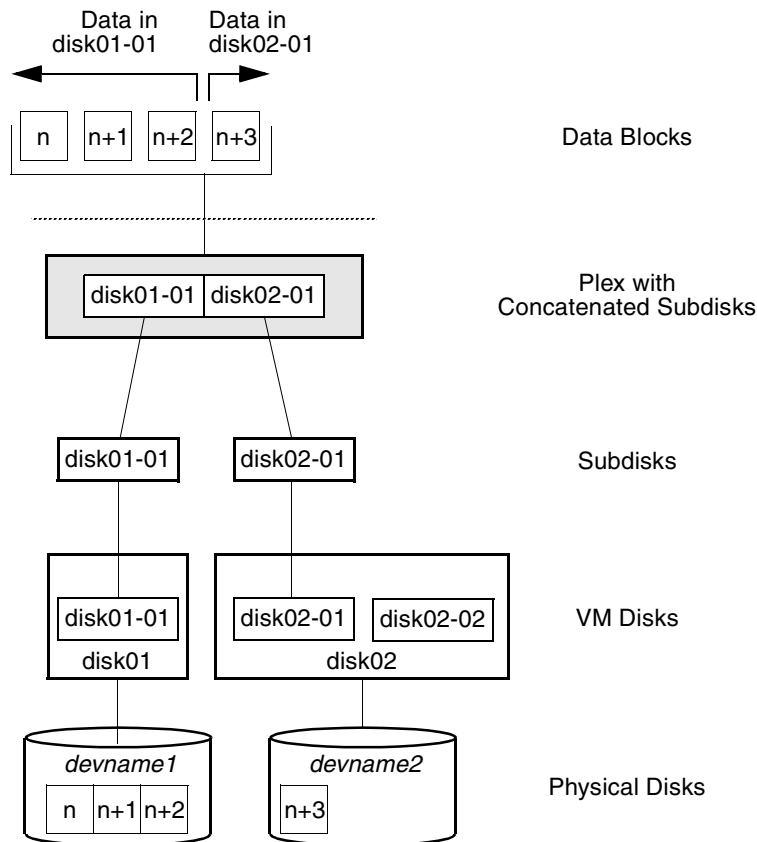 Data in
disk01-01
Data in
disk02-01
n
n+1
n+2
n+3
Data Blocks
disk01-01
disk02-01
Plex with
Concatenated Subdisks
disk01-01
disk02-01
Subdisks
disk01-01
disk01
disk02-01
disk02-02
disk02
VM Disks
devname1
n
n+1
n+2
devname2
n+3
Physical Disks